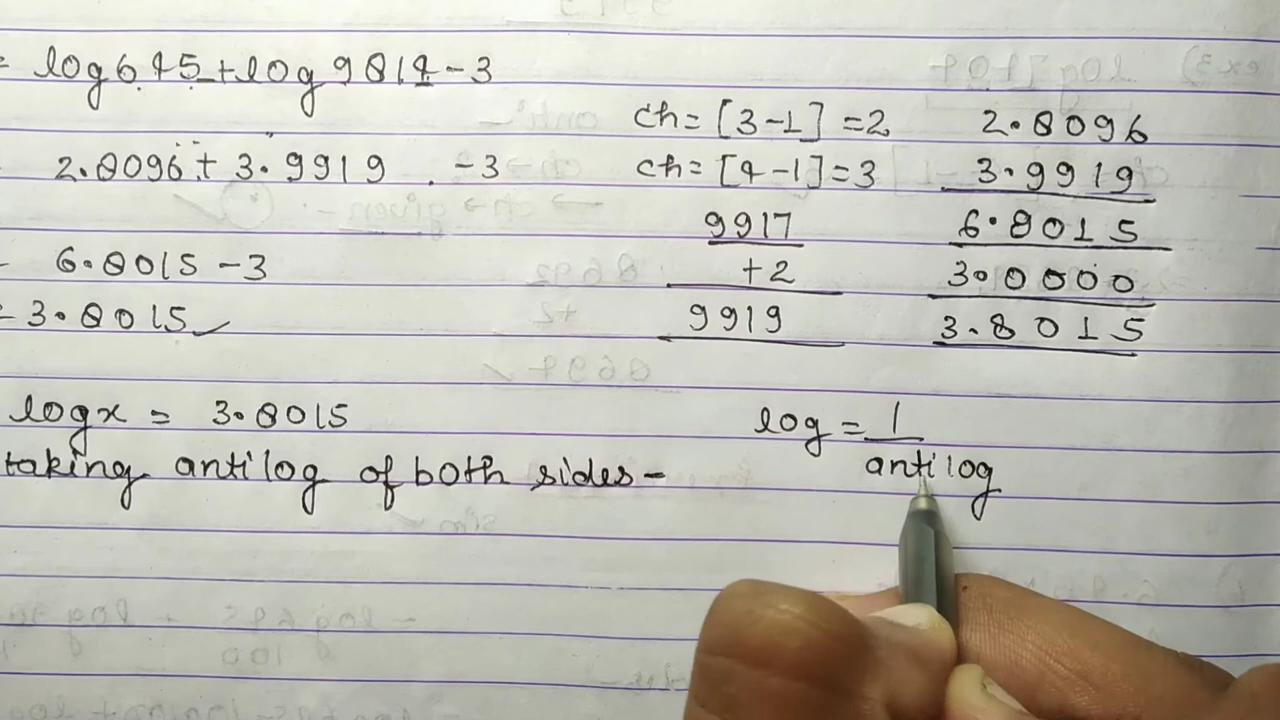 = log 645 + log 9814 - 3
ch = [3-1] = 2
2.8096
- 2.8096 + 3.9919 - 3
ch = [4-1] = 3
3.9919
9917
6.8015
- 6.8015 - 3
+2
3.0000
= 3.8015
9919
3.8015
log x = 3.8015
log = 1
taking antilog of both sides -
antilog